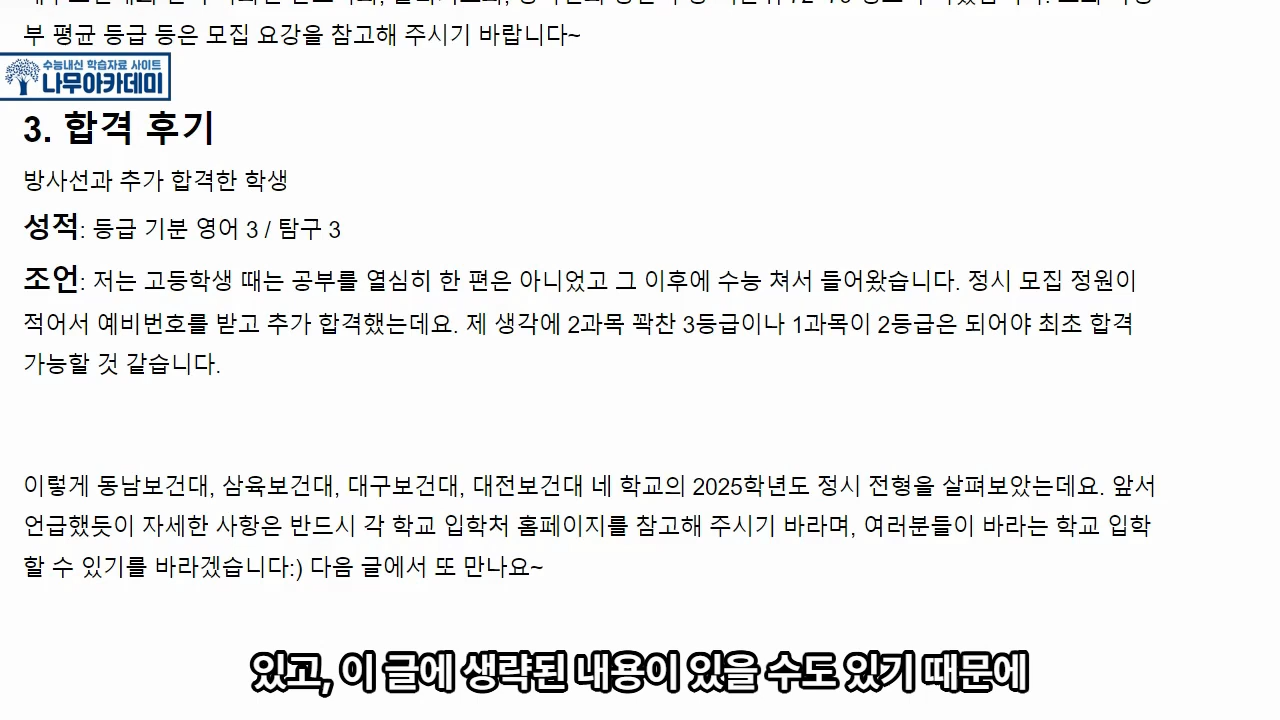 부 평균 등급 등은 모집 요강을 참고해 주시기 바랍니다~
수능내신 학습자료 사이트
나무아카데미
3. 합격 후기
방사선과 추가 합격한 학생
성적: 등급 기분 영어 3 / 탐구 3
조언: 저는 고등학생 때는 공부를 열심히 한 편은 아니었고 그 이후에 수능 쳐서 들어왔습니다. 정시 모집 정원이
적어서 예비번호를 받고 추가 합격했는데요. 제 생각에 2과목 꽉찬 3등급이나 1과목이 2등급은 되어야 최초 합격
가능할 것 같습니다.
이렇게 동남보건대, 삼육보건대, 대구보건대, 대전보건대 네 학교의 2025학년도 정시 전형을 살펴보았는데요. 앞서
언급했듯이 자세한 사항은 반드시 각 학교 입학처 홈페이지를 참고해 주시기 바라며, 여러분들이 바라는 학교 입학
할 수 있기를 바라겠습니다:) 다음 글에서 또 만나요~
있고, 이 글에 생략된 내용이 있을 수도 있기 때문에